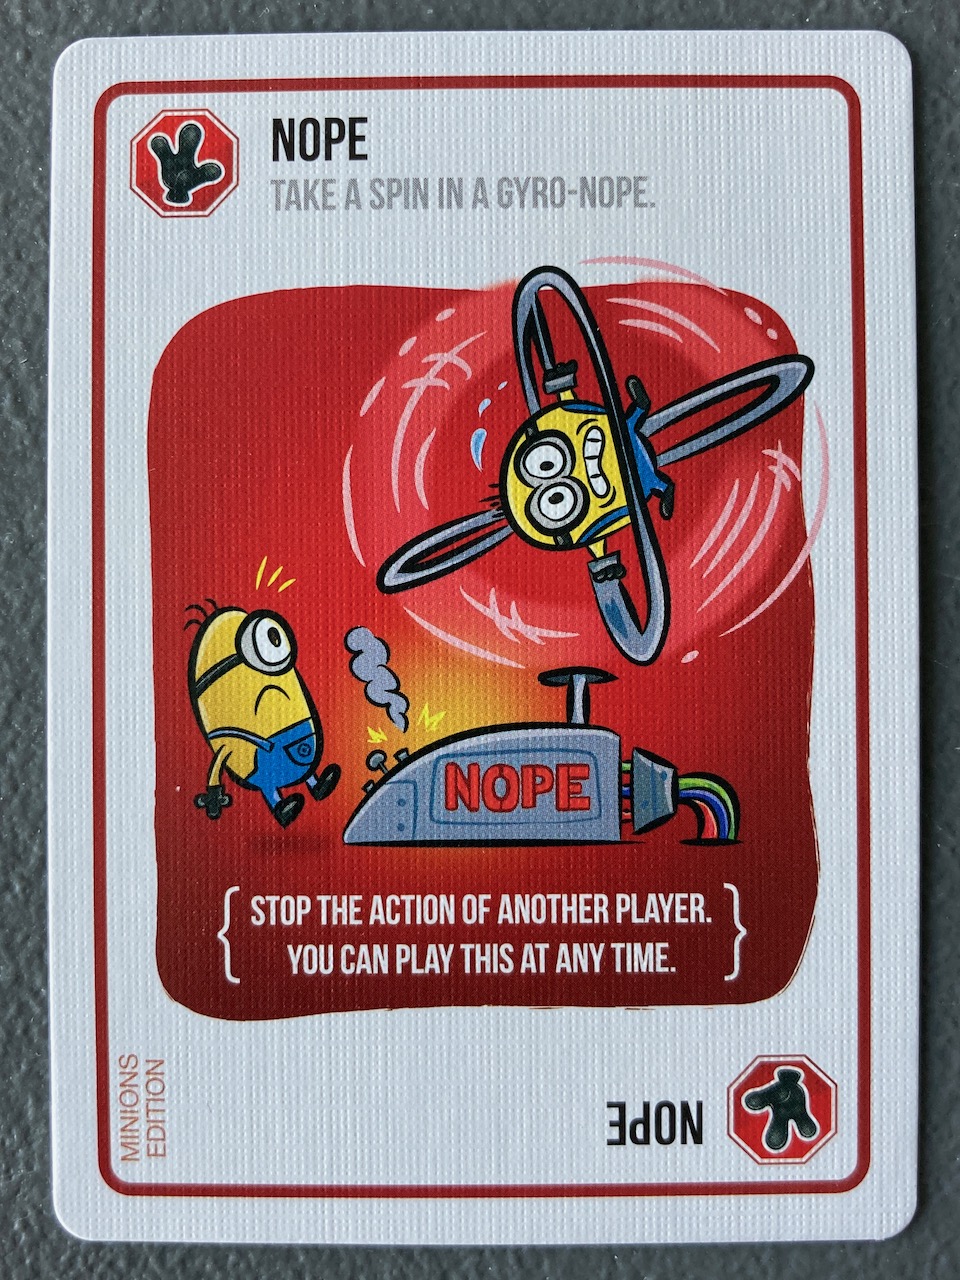 NOPE
TAKE A SPIN IN A GYRO-NOPE.
NOPE
STOP THE ACTION OF ANOTHER PLAYER.
YOU CAN PLAY THIS AT ANY TIME.
MINIONS
EDITION
NOPE